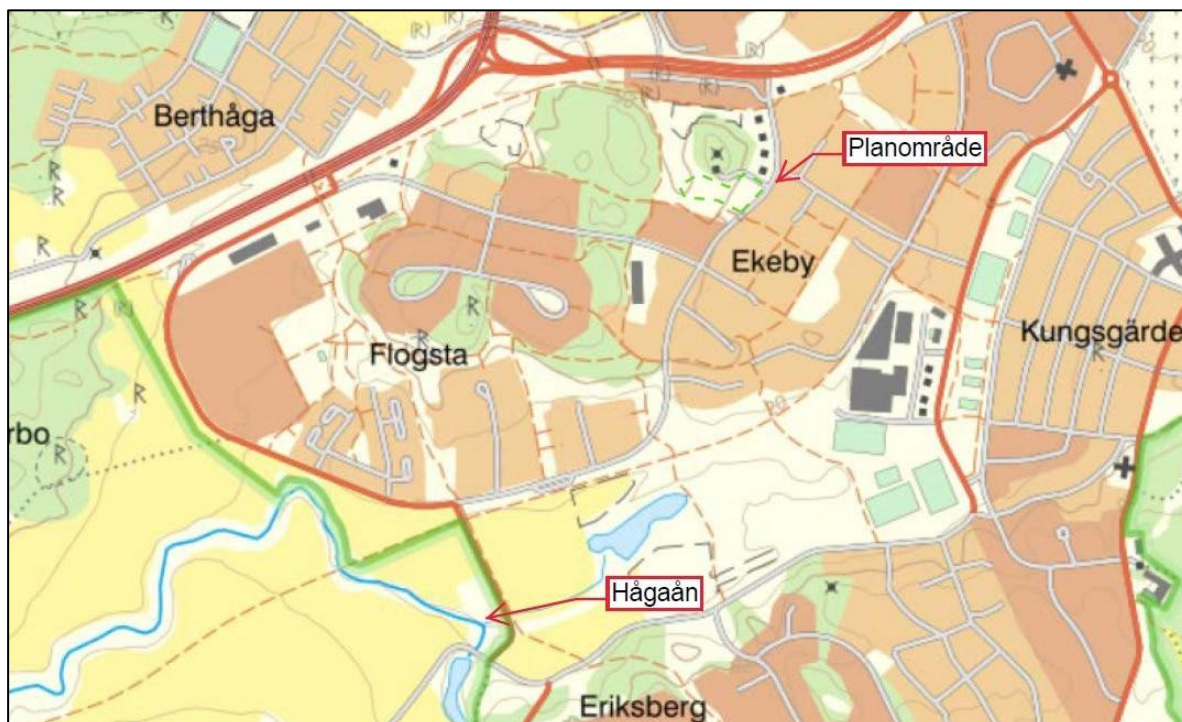 Berthåga
Planområde
Ekeby
Kungsgärde
Flogsta
rbo
Hågaån
Eriksberg
(R)
(R)
(R)
(R)
(R)
R
R
R
R
R
R
R
R